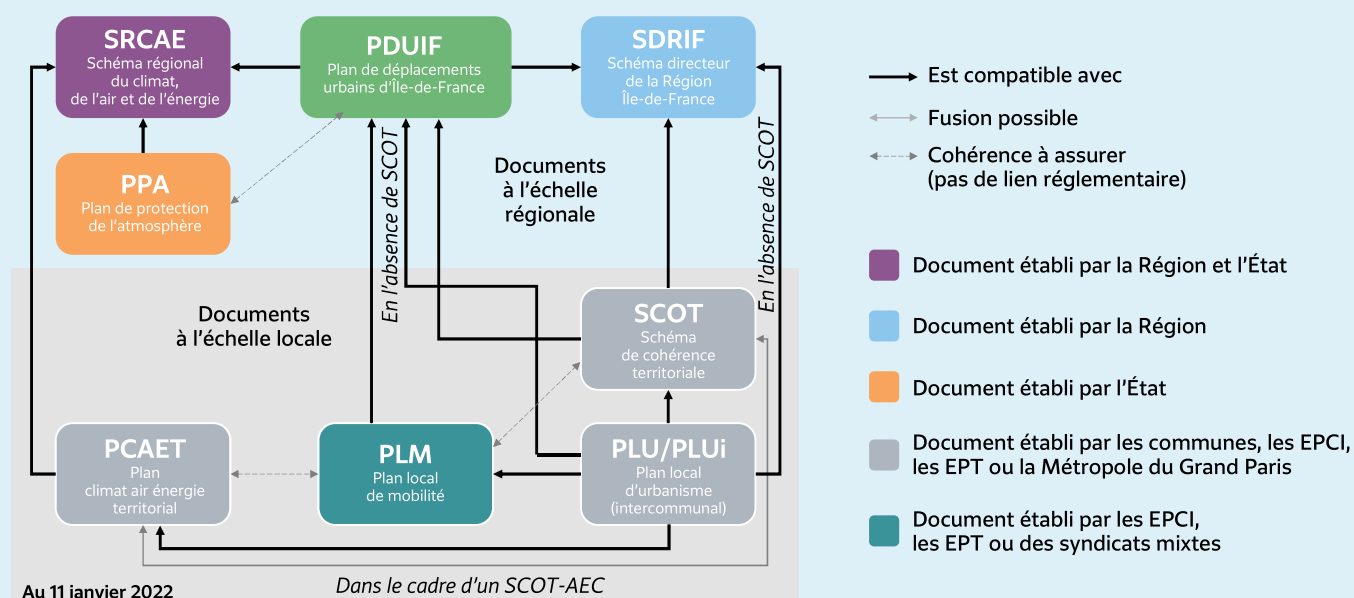 SRCAE
Schéma régional
du climat,
de l'air et de l'énergie
PDUIF
Plan de déplacements
urbains d'Île-de-France
SDRIF
Schéma directeur
de la Région
Île-de-France
PPA
Plan de protection
de l'atmosphère
Documents
à l'échelle
régionale
En l'absence de SCOT
En l'absence de SCOT
Documents
à l'échelle locale
SCOT
Schéma
de cohérence
territoriale
PCAET
Plan
climat air énergie
territorial
PLM
Plan local
de mobilité
PLU/PLUi
Plan local
d'urbanisme
(intercommunal)
Dans le cadre d'un SCOT-AEC
Au 11 janvier 2022
Est compatible avec
Fusion possible
Cohérence à assurer
(pas de lien réglementaire)
Document établi par la Région et l'État
Document établi par la Région
Document établi par l'État
Document établi par les communes, les EPCI,
les EPT ou la Métropole du Grand Paris
Document établi par les EPCI,
les EPT ou des syndicats mixtes